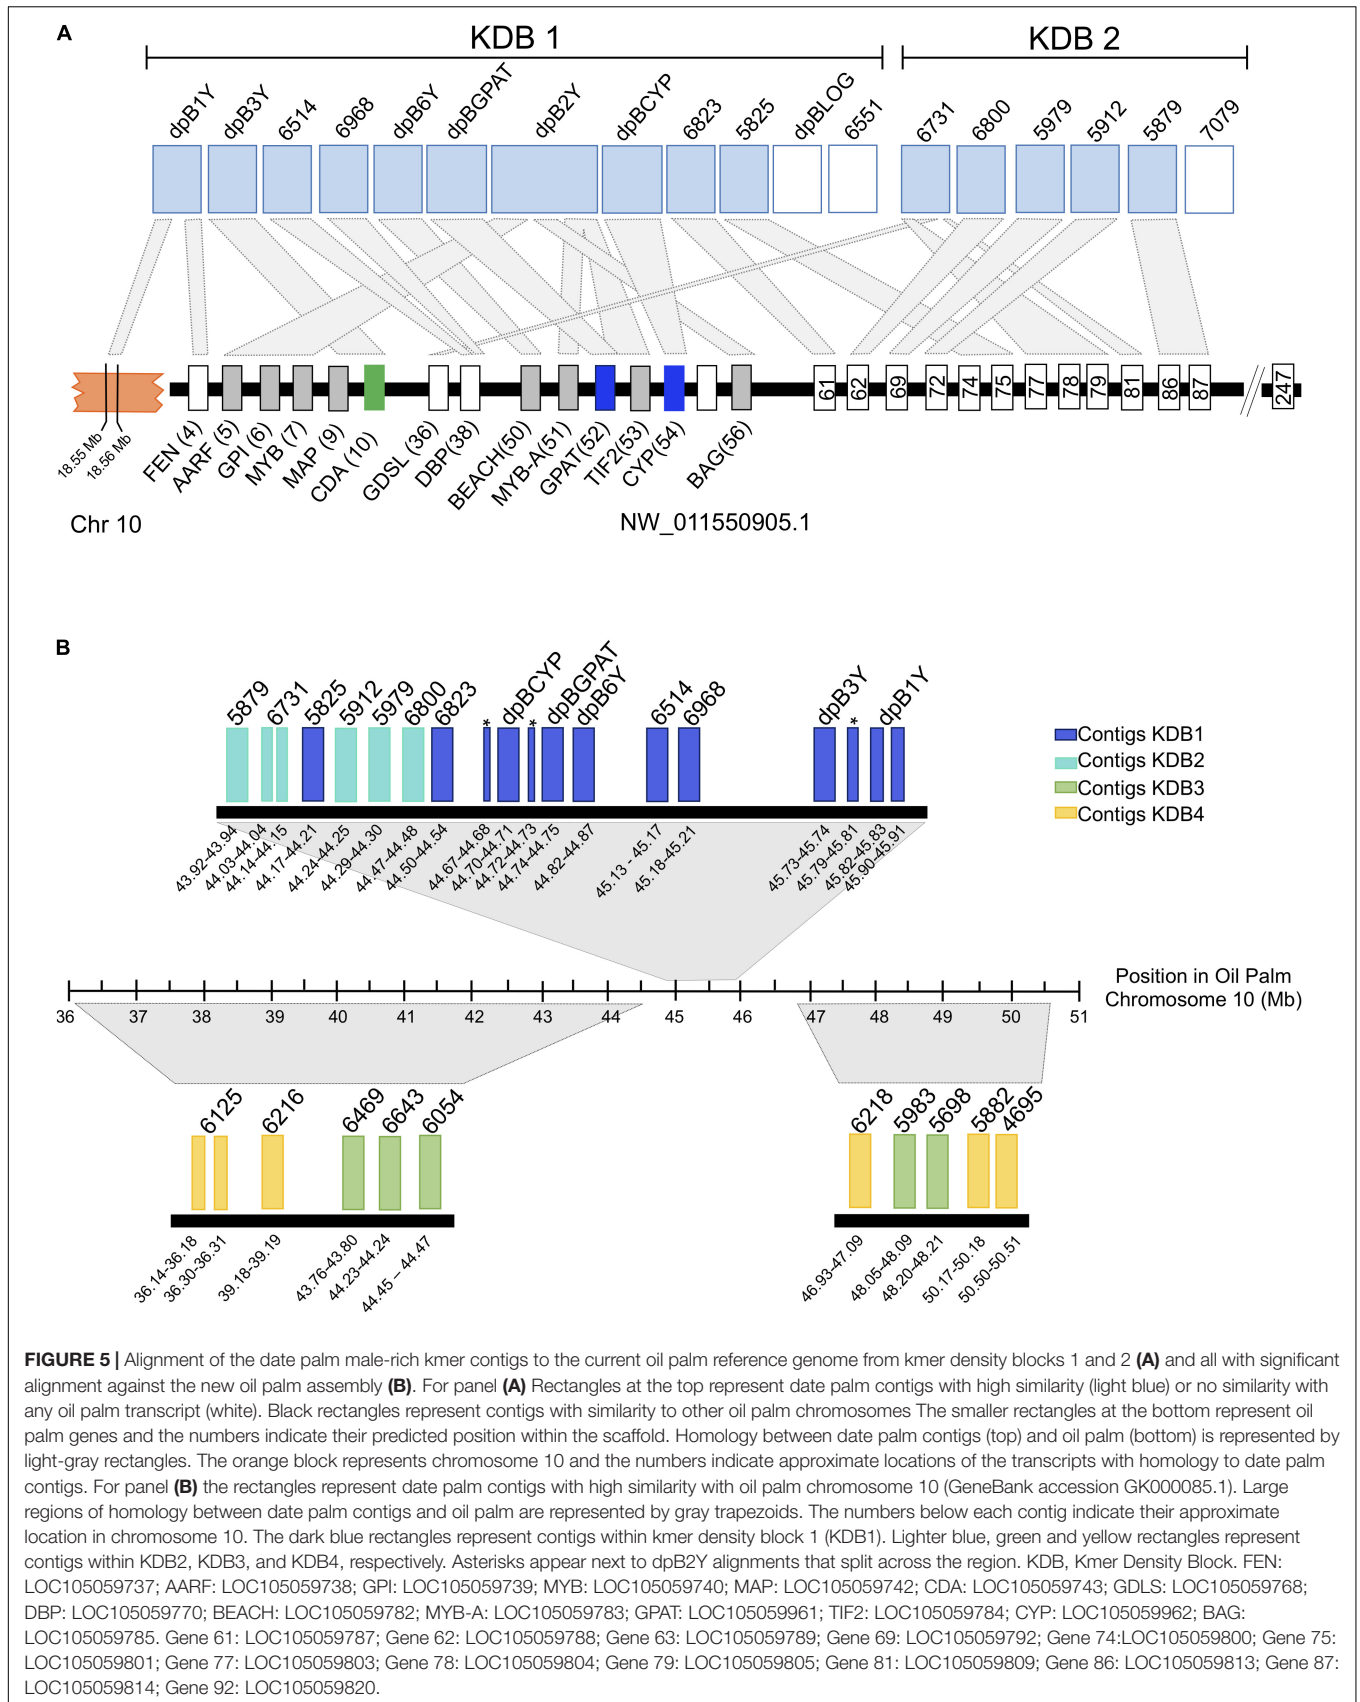 A
KDB 1
KDB 2
dpB1Y
dpB3Y
6514
6968
dpB6Y
dpBGPAT
dpB2Y
dpBCYP
6823
5825
dpBLOG
6551
6731
6800
5979
5912
5879
7079
61
62
69
72
74
75
77
78
79
81
86
87
247
18.55 Mb
18.56 Mb
FEN (4)
AARF (5)
GPI (6)
MYB (7)
MAP (9)
CDA (10)
GDSL (36)
DBP(38)
BEACH(50)
MYB-A(51)
GPAT(52)
TIF2(53)
CYP(54)
BAG(56)
Chr 10
NW_011550905.1
B
5879
6731
5825
5912
5979
6800
6823
*
dpBCYP
*
dpBGPAT
dpB6Y
6514
6968
dpB3Y
*
dpB1Y
Contigs KDB1
Contigs KDB2
Contigs KDB3
Contigs KDB4
43.92-43.94
44.03-44.04
44.14-44.15
44.17-44.21
44.24-44.25
44.29-44.30
44.47-44.48
44.50-44.54
44.67-44.68
44.70-44.71
44.72-44.73
44.74-44.75
44.82-44.87
45.13 - 45.17
45.18-45.21
45.73-45.74
45.79-45.81
45.82-45.83
45.90-45.91
Position in Oil Palm
Chromosome 10 (Mb)
36 37 38 39 40 41 42 43 44 45 46 47 48 49 50 51
6125
6216
6469
6643
6054
6218
5983
5698
5882
4695
36.14-36.18
36.30-36.31
39.18-39.19
43.76-43.80
44.23-44.24
44.45 – 44.47
46.93-47.09
48.05-48.09
48.20-48.21
50.17-50.18
50.50-50.51
FIGURE 5 | Alignment of the date palm male-rich kmer contigs to the current oil palm reference genome from kmer density blocks 1 and 2 (A) and all with significant
alignment against the new oil palm assembly (B). For panel (A) Rectangles at the top represent date palm contigs with high similarity (light blue) or no similarity with
any oil palm transcript (white). Black rectangles represent contigs with similarity to other oil palm chromosomes The smaller rectangles at the bottom represent oil
palm genes and the numbers indicate their predicted position within the scaffold. Homology between date palm contigs (top) and oil palm (bottom) is represented by
light-gray rectangles. The orange block represents chromosome 10 and the numbers indicate approximate locations of the transcripts with homology to date palm
contigs. For panel (B) the rectangles represent date palm contigs with high similarity with oil palm chromosome 10 (GeneBank accession GK000085.1). Large
regions of homology between date palm contigs and oil palm are represented by gray trapezoids. The numbers below each contig indicate their approximate
location in chromosome 10. The dark blue rectangles represent contigs within kmer density block 1 (KDB1). Lighter blue, green and yellow rectangles represent
contigs within KDB2, KDB3, and KDB4, respectively. Asterisks appear next to dpB2Y alignments that split across the region. KDB, Kmer Density Block. FEN:
LOC105059737; AARF: LOC105059738; GPI: LOC105059739; MYB: LOC105059740; MAP: LOC105059742; CDA: LOC105059743; GDLS: LOC105059768;
DBP: LOC105059770; BEACH: LOC105059782; MYB-A: LOC105059783; GPAT: LOC105059961; TIF2: LOC105059784; CYP: LOC105059962; BAG:
LOC105059785. Gene 61: LOC105059787; Gene 62: LOC105059788; Gene 63: LOC105059789; Gene 69: LOC105059792; Gene 74:LOC105059800; Gene 75:
LOC105059801; Gene 77: LOC105059803; Gene 78: LOC105059804; Gene 79: LOC105059805; Gene 81: LOC105059809; Gene 86: LOC105059813; Gene 87:
LOC105059814; Gene 92: LOC105059820.